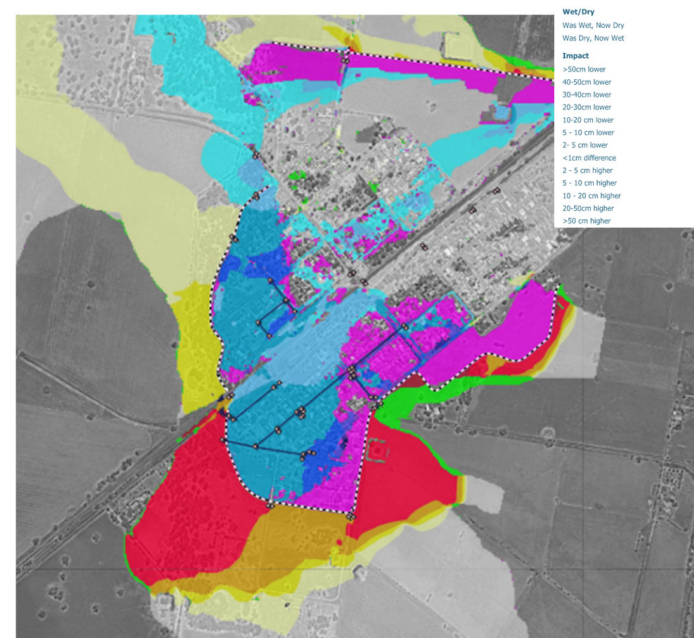 Wet/Dry
Was Wet, Now Dry
Was Dry, Now Wet
Impact
>50cm lower
40-50cm lower
30-40cm lower
20-30cm lower
10-20 cm lower
5 - 10 cm lower
2- 5 cm lower
<1cm difference
2 - 5 cm higher
5 - 10 cm higher
10 - 20 cm higher
20-50cm higher
>50 cm higher